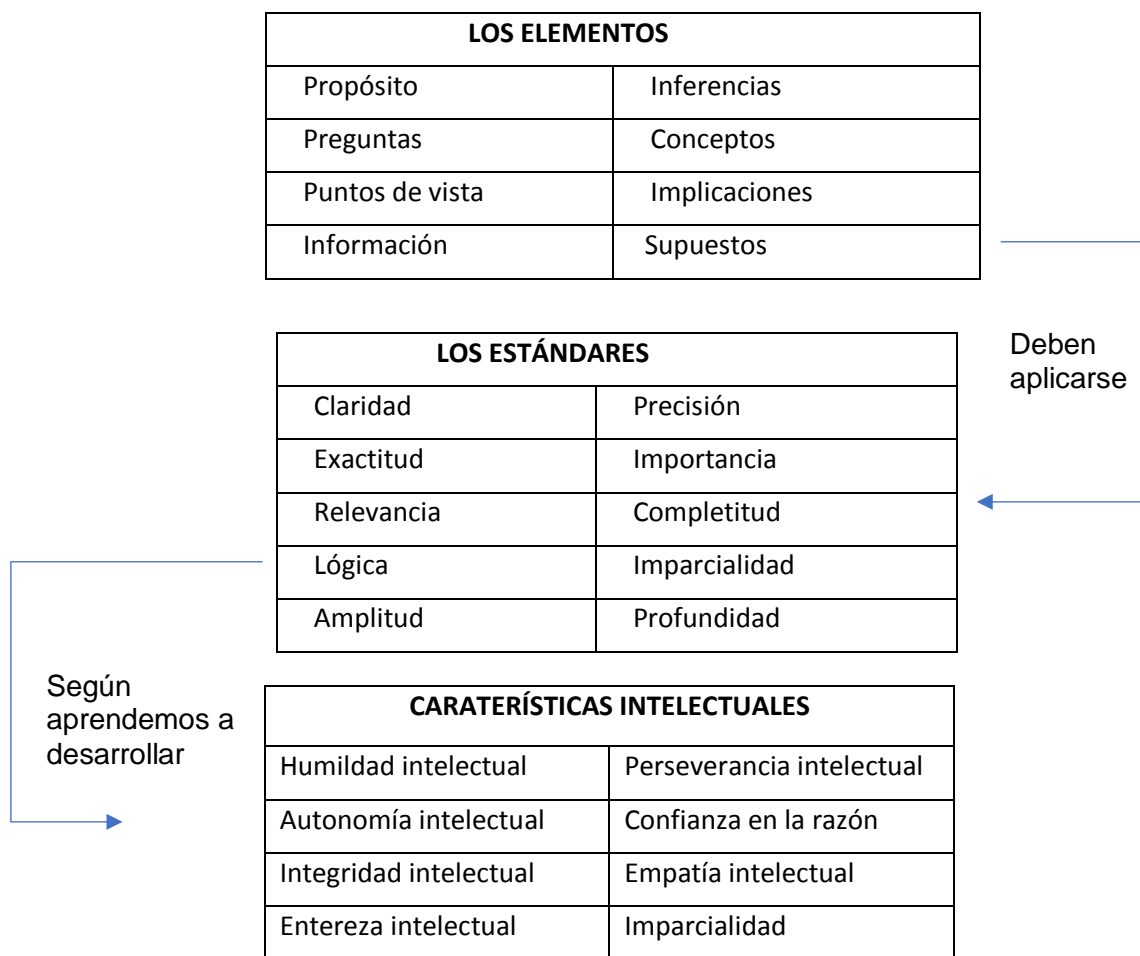 LOS ELEMENTOS
Propósito Inferencias
Preguntas Conceptos
Puntos de vista Implicaciones
Información Supuestos
Deben
aplicarse
LOS ESTÁNDARES
Claridad Precisión
Exactitud Importancia
Relevancia Completitud
Lógica Imparcialidad
Amplitud Profundidad
Según
aprendemos a
desarrollar
CARATERÍSTICAS INTELECTUALES
Humildad intelectual Perseverancia intelectual
Autonomía intelectual Confianza en la razón
Integridad intelectual Empatía intelectual
Entereza intelectual Imparcialidad